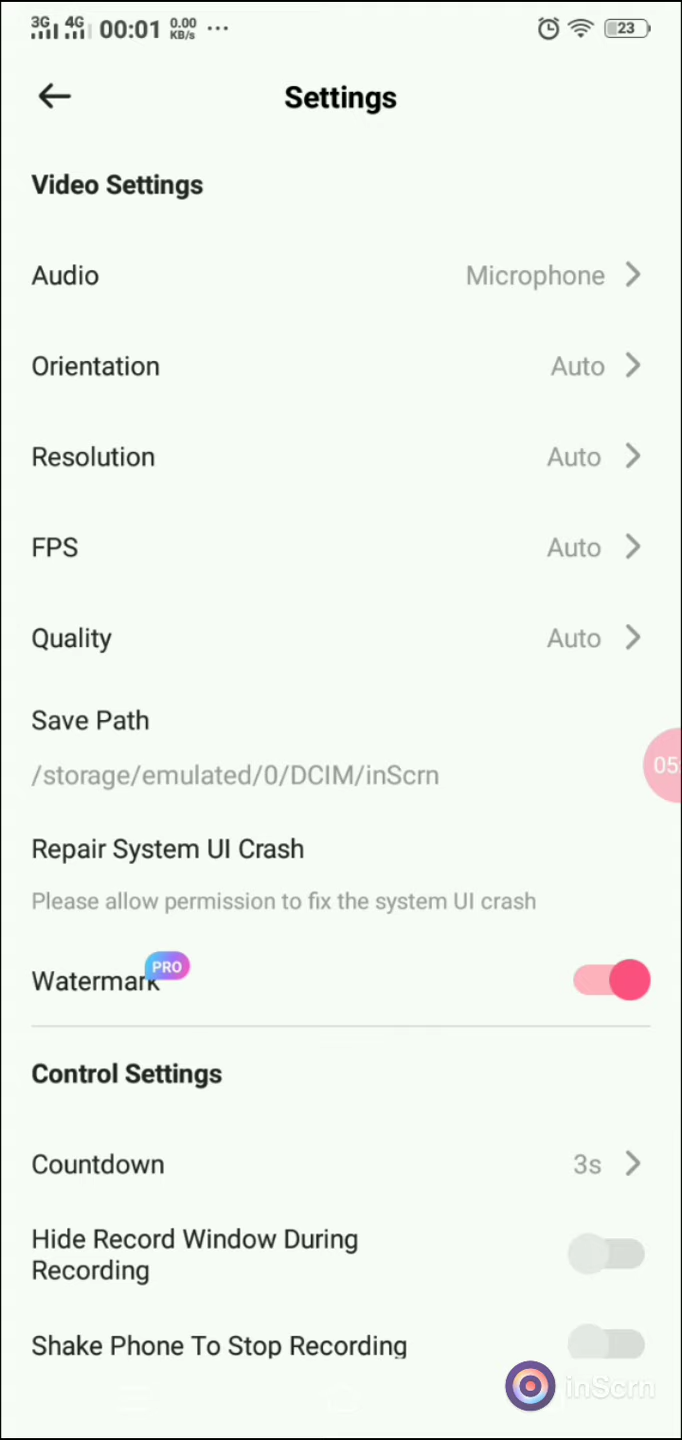 3G 4G 00:01 0.00 KB/s ... 23
Settings
Video Settings
Audio Microphone
Orientation Auto
Resolution Auto
FPS Auto
Quality Auto
Save Path
05
/storage/emulated/0/DCIM/inScrn
Repair System UI Crash
Please allow permission to fix the system UI crash
Watermark PRO
Control Settings
Countdown 3s
Hide Record Window During
Recording
Shake Phone To Stop Recording
inScrn